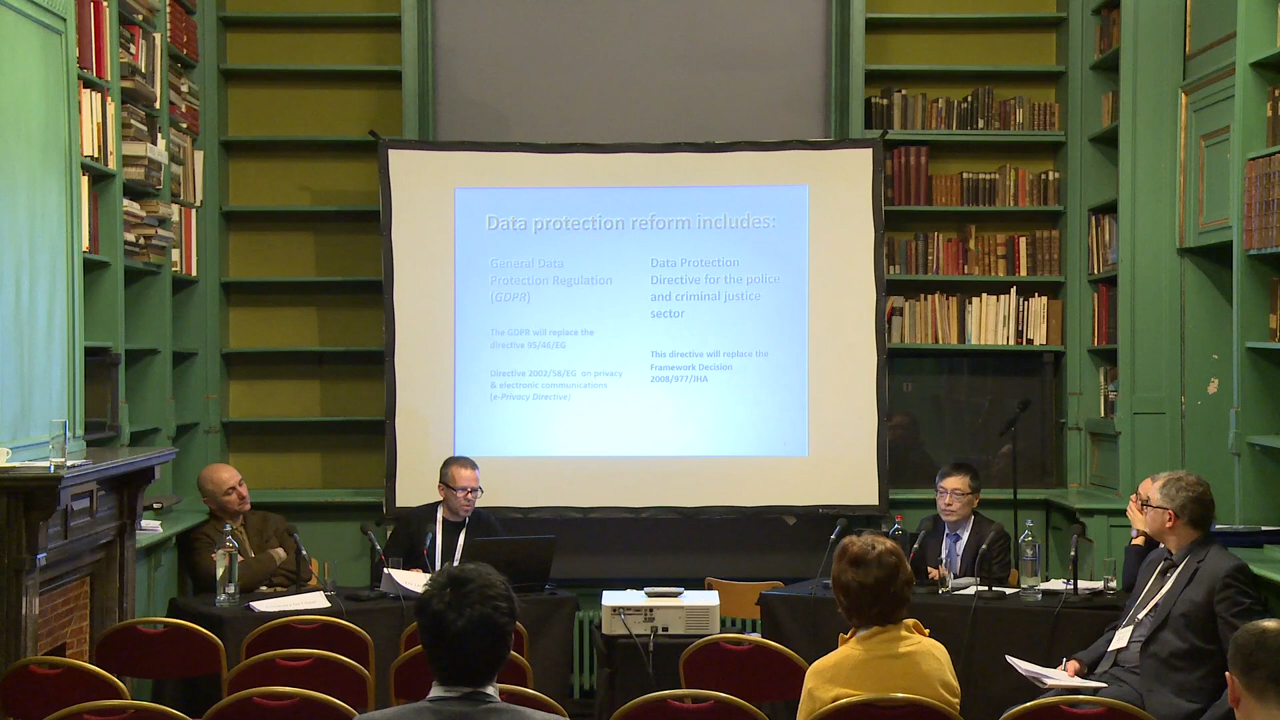 Data protection reform includes:
General Data
Protection Regulation
(GDPR)
The GDPR will replace the
directive 95/46/EG
Directive 2002/58/EG on privacy
& electronic communications
(e-Privacy Directive)
Data Protection
Directive for the police
and criminal justice
sector
This directive will replace the
Framework Decision
2008/977/JHA